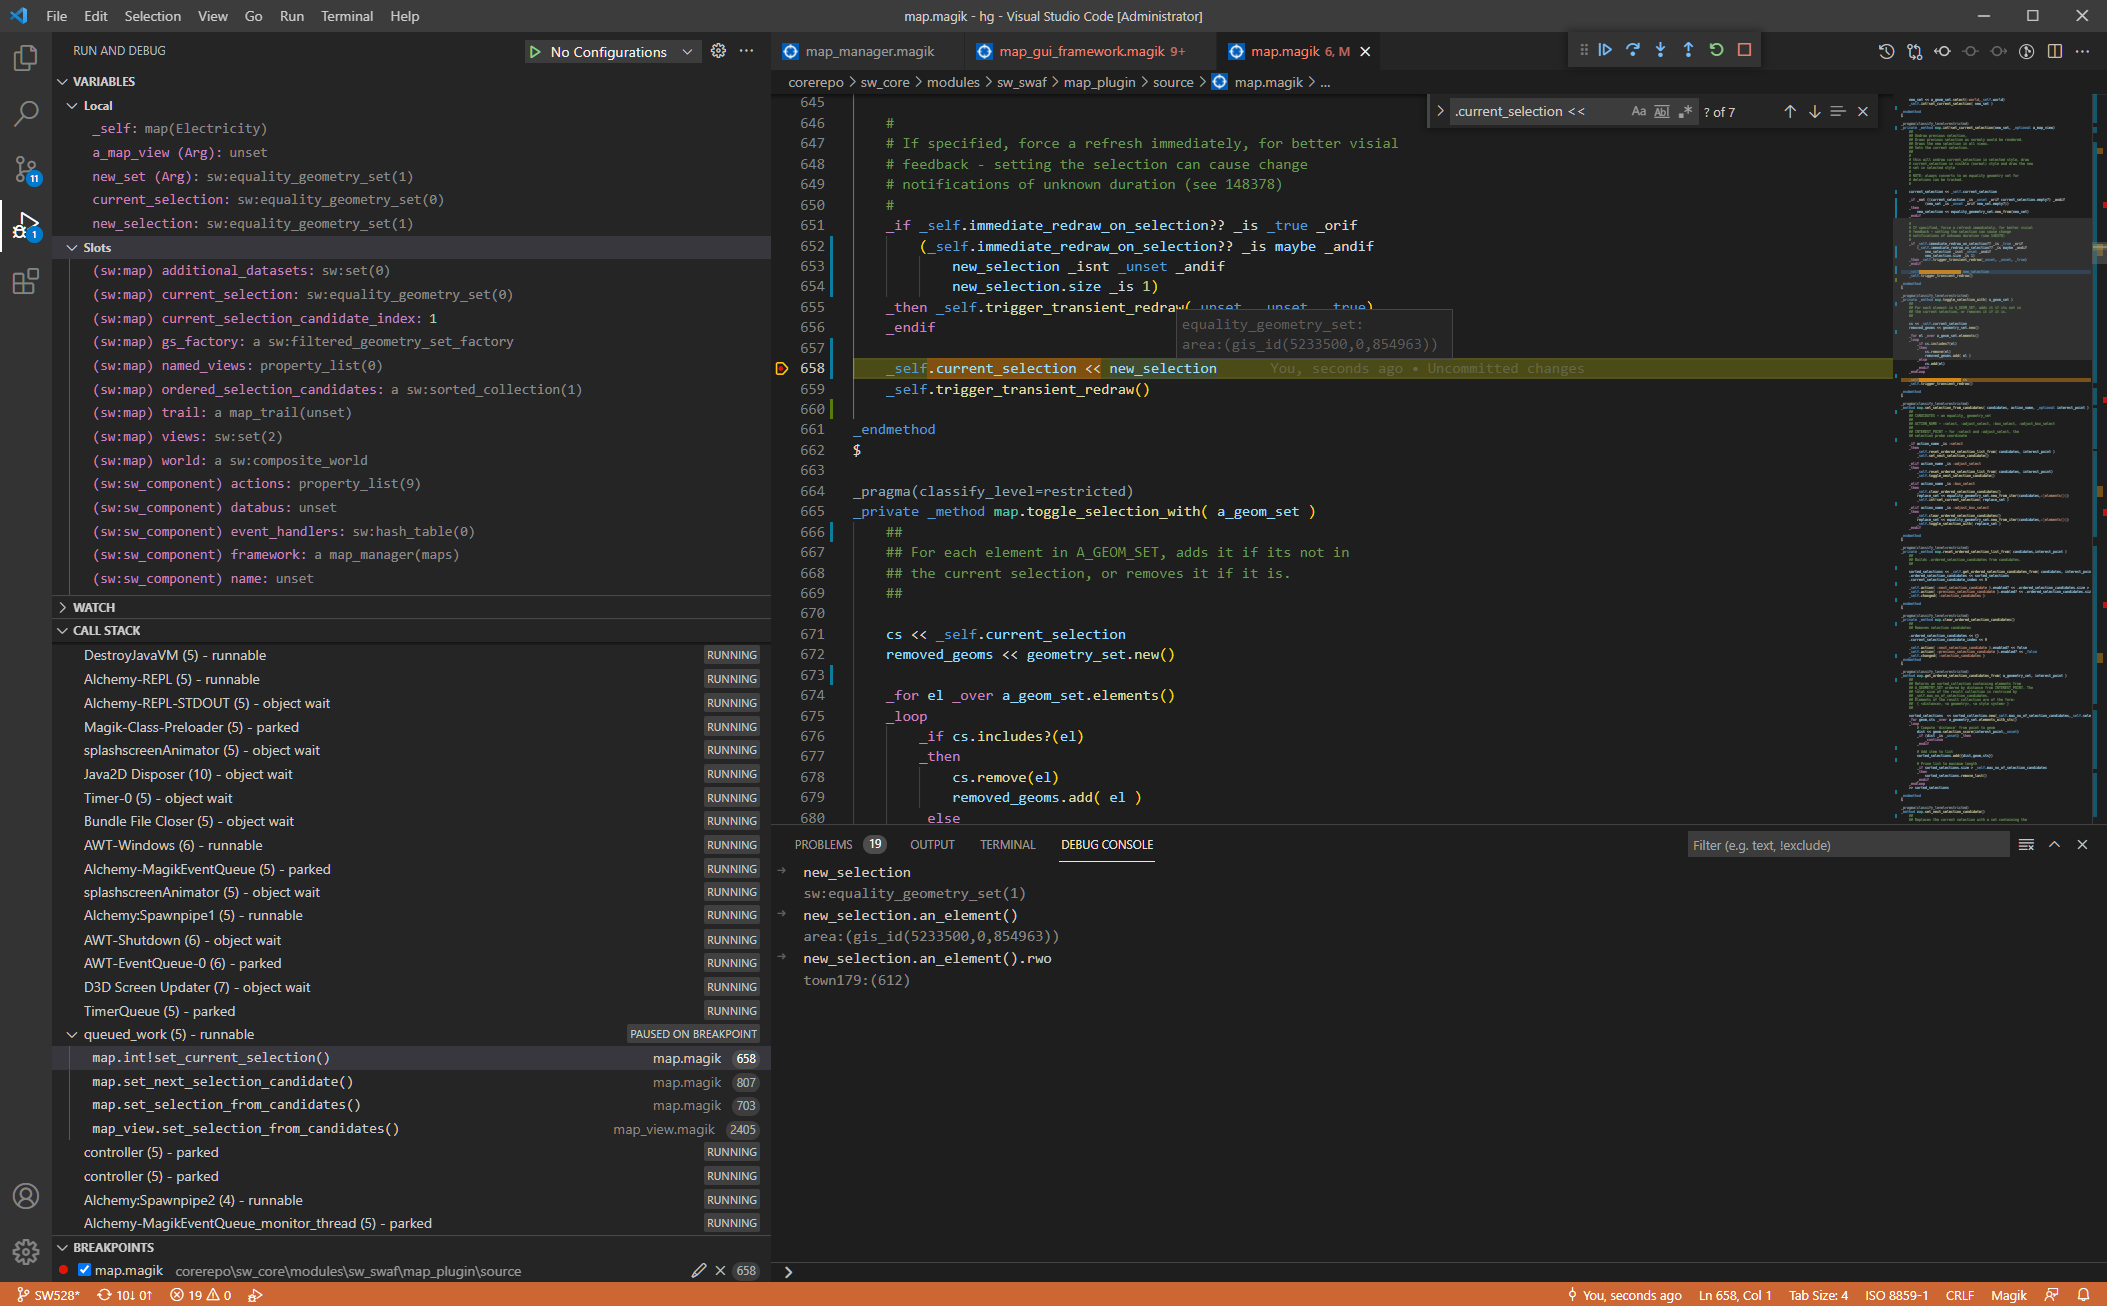 File Edit Selection View Go Run Terminal Help
map.magik - hg - Visual Studio Code [Administrator]
RUN AND DEBUG
No Configurations
VARIABLES
Local
_self: map(Electricity)
a_map_view (Arg): unset
new_set (Arg): sw:equality_geometry_set(1)
current_selection: sw:equality_geometry_set(0)
new_selection: sw:equality_geometry_set(1)
Slots
(sw:map) additional_datasets: sw:set(0)
(sw:map) current_selection: sw:equality_geometry_set(0)
(sw:map) current_selection_candidate_index: 1
(sw:map) gs_factory: a sw:filtered_geometry_set_factory
(sw:map) named_views: property_list(0)
(sw:map) ordered_selection_candidates: a sw:sorted_collection(1)
(sw:map) trail: a map_trail(unset)
(sw:map) views: sw:set(2)
(sw:map) world: a sw:composite_world
(sw:sw_component) actions: property_list(9)
(sw:sw_component) databus: unset
(sw:sw_component) event_handlers: sw:hash_table(0)
(sw:sw_component) framework: a map_manager(maps)
(sw:sw_component) name: unset
WATCH
CALL STACK
DestroyJavaVM (5) - runnable RUNNING
Alchemy-REPL (5) - runnable RUNNING
Alchemy-REPL-STDOUT (5) - object wait RUNNING
Magik-Class-Preloader (5) - parked RUNNING
splashscreenAnimator (5) - object wait RUNNING
Java2D Disposer (10) - object wait RUNNING
Timer-0 (5) - object wait RUNNING
Bundle File Closer (5) - object wait RUNNING
AWT-Windows (6) - runnable RUNNING
Alchemy-MagikEventQueue (5) - parked RUNNING
splashscreenAnimator (5) - object wait RUNNING
Alchemy:Spawnpipe1 (5) - runnable RUNNING
AWT-Shutdown (6) - object wait RUNNING
AWT-EventQueue-0 (6) - parked RUNNING
D3D Screen Updater (7) - object wait RUNNING
TimerQueue (5) - parked RUNNING
queued_work (5) - runnable PAUSED ON BREAKPOINT
map.int!set_current_selection() map.magik 658
map.set_next_selection_candidate() map.magik 807
map.set_selection_from_candidates() map.magik 703
map_view.set_selection_from_candidates() map_view.magik 2405
controller (5) - parked RUNNING
controller (5) - parked RUNNING
Alchemy:Spawnpipe2 (4) - runnable RUNNING
Alchemy-MagikEventQueue_monitor_thread (5) - parked RUNNING
BREAKPOINTS
map.magik corerepo\sw_core\modules\sw_swaf\map_plugin\source 658
11
1
map_manager.magik map_gui_framework.magik 9+ map.magik 6, M
corerepo > sw_core > modules > sw_swaf > map_plugin > source > map.magik > ...
.current_selection << Aa Ab ? of 7
645
646 #
647 # If specified, force a refresh immediately, for better visial
648 # feedback - setting the selection can cause change
649 # notifications of unknown duration (see 148378)
650 #
651 _if _self.immediate_redraw_on_selection?? _is _true _orif
652 (_self.immediate_redraw_on_selection?? _is maybe _andif
653 new_selection _isnt _unset _andif
654 new_selection.size _is 1)
655 _then _self.trigger_transient_redraw(_unset, _unset, _true)
656 _endif
equality_geometry_set:
area:(gis_id(5233500,0,854963))
657
658 _self.current_selection << new_selection You, seconds ago • Uncommitted changes
659 _self.trigger_transient_redraw()
660
661 _endmethod
662 $
663
664 _pragma(classify_level=restricted)
665 _private _method map.toggle_selection_with( a_geom_set )
666 ##
667 ## For each element in A_GEOM_SET, adds it if its not in
668 ## the current selection, or removes it if it is.
669 ##
670
671 cs << _self.current_selection
672 removed_geoms << geometry_set.new()
673
674 _for el _over a_geom_set.elements()
675 _loop
676 _if cs.includes?(el)
677 _then
678 cs.remove(el)
679 removed_geoms.add( el )
680 _else
PROBLEMS 19 OUTPUT TERMINAL DEBUG CONSOLE
Filter (e.g. text, !exclude)
new_selection
sw:equality_geometry_set(1)
new_selection.an_element()
area:(gis_id(5233500,0,854963))
new_selection.an_element().rwo
town179:(612)
SW528* 10↓ 0↑ 19 0
You, seconds ago Ln 658, Col 1 Tab Size: 4 ISO 8859-1 CRLF Magik